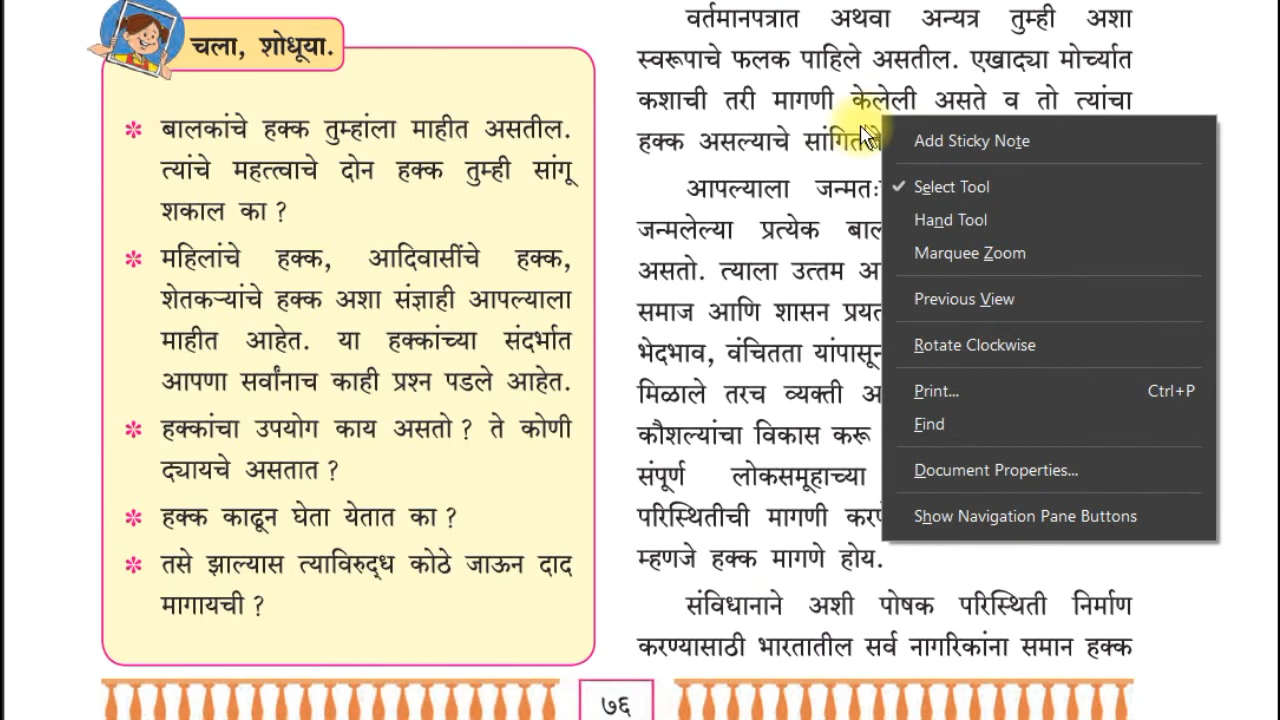 चला, शोधूया.
बालकांचे हक्क तुम्हांला माहीत असतील.
त्यांचे महत्त्वाचे दोन हक्क तुम्ही सांगू
शकाल का ?
महिलांचे हक्क, आदिवासींचे हक्क,
शेतकऱ्यांचे हक्क अशा संज्ञाही आपल्याला
माहीत आहेत. या हक्कांच्या संदर्भात
आपणा सर्वांनाच काही प्रश्न पडले आहेत.
हक्कांचा उपयोग काय असतो ? ते कोणी
द्यायचे असतात ?
हक्क काढून घेता येतात का ?
तसे झाल्यास त्याविरुद्ध कोठे जाऊन दाद
मागायची ?
वर्तमानपत्रात अथवा अन्यत्र तुम्ही अशा
स्वरूपाचे फलक पाहिले असतील. एखाद्या मोर्च्यात
कशाची तरी मागणी केलेली असते व तो त्यांचा
हक्क असल्याचे
आपल्याला जन्मतः
जन्मलेल्या प्रत्येक
असतो. त्याला उत्तम
समाज आणि शासन
भेदभाव, वंचितता
मिळाले तरच व्यक्ती
कौशल्यांचा विकास करू
संपूर्ण लोकसमूहाच्या
परिस्थितीची मागणी
म्हणजे हक्क मागणे होय.
संविधानाने अशी पोषक परिस्थिती निर्माण
करण्यासाठी भारतातील सर्व नागरिकांना समान हक्क
७६
Add Sticky Note
Select Tool
Hand Tool
Marquee Zoom
Previous View
Rotate Clockwise
Print... Ctrl+P
Find
Document Properties...
Show Navigation Pane Buttons